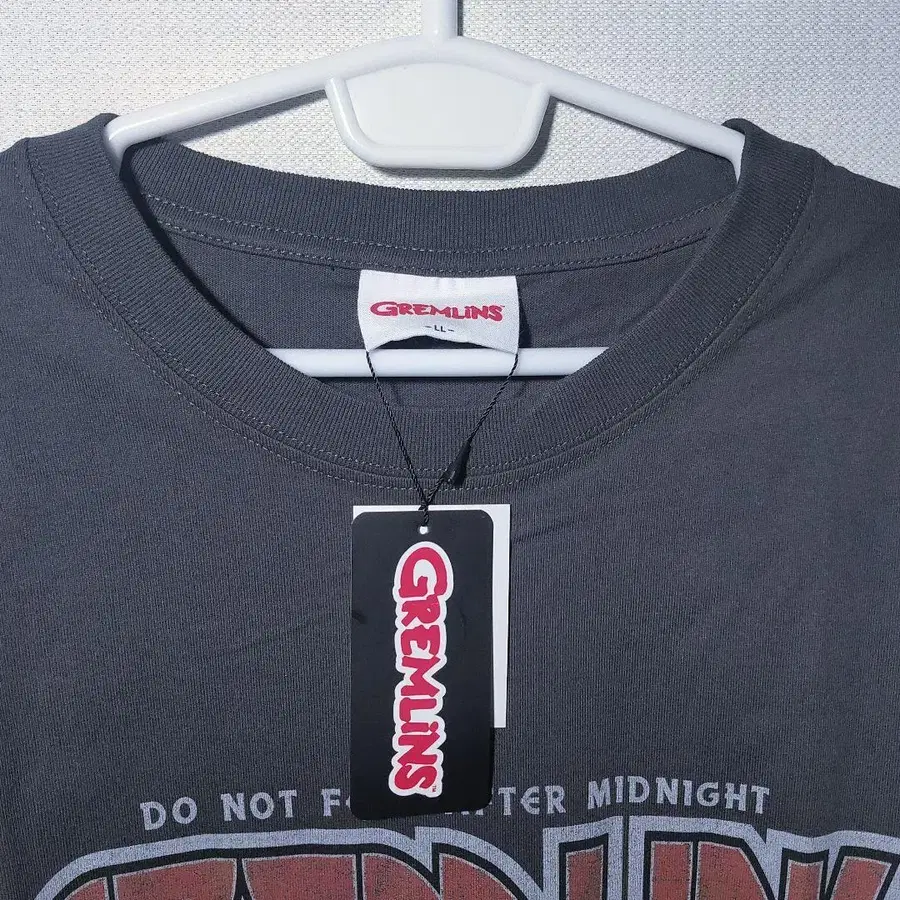 GREMLINS
-LL-
GREMLINS
DO NOT F AFTER MIDNIGHT